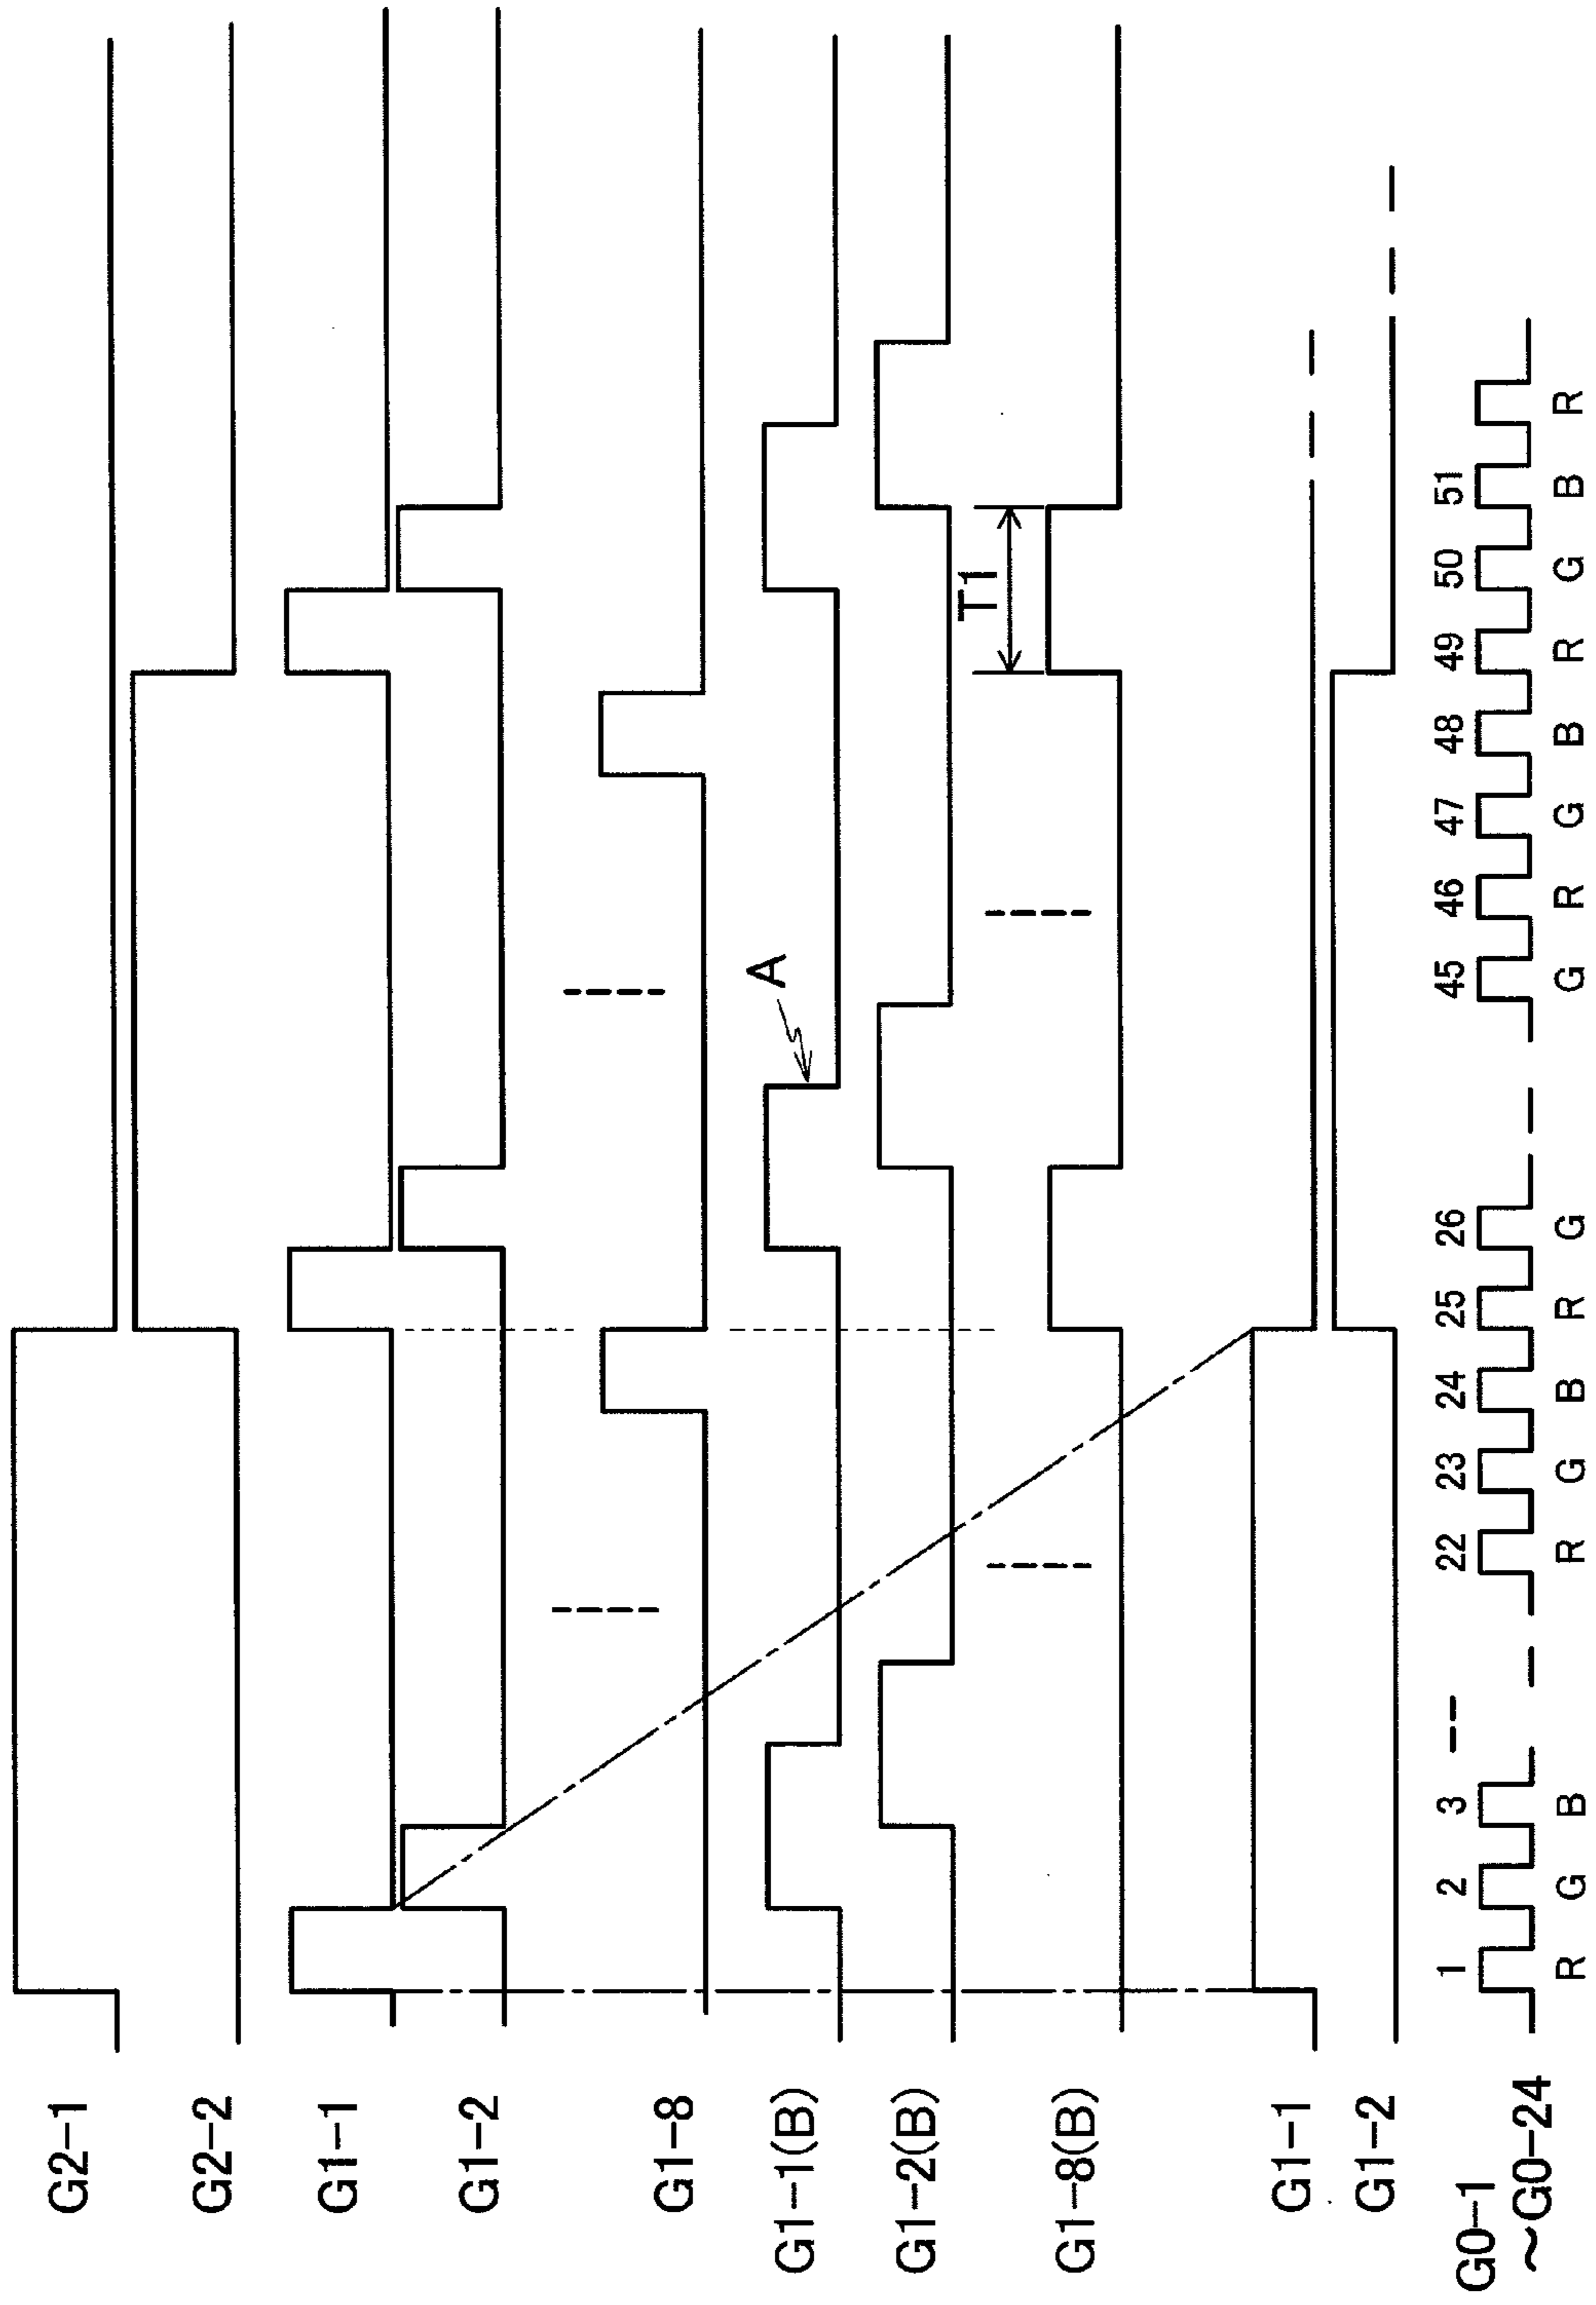 G2-1
G2-2
G1-1
G1-2
G1-8
G1-1(B)
A
G1-2(B)
T1
G1-8(B)
G1-1
G1-2
G0-1
~G0-24
1 2 3 -- 22 23 24 25 26 45 46 47 48 49 50 51
R G B R G B R G G R G B R G B R